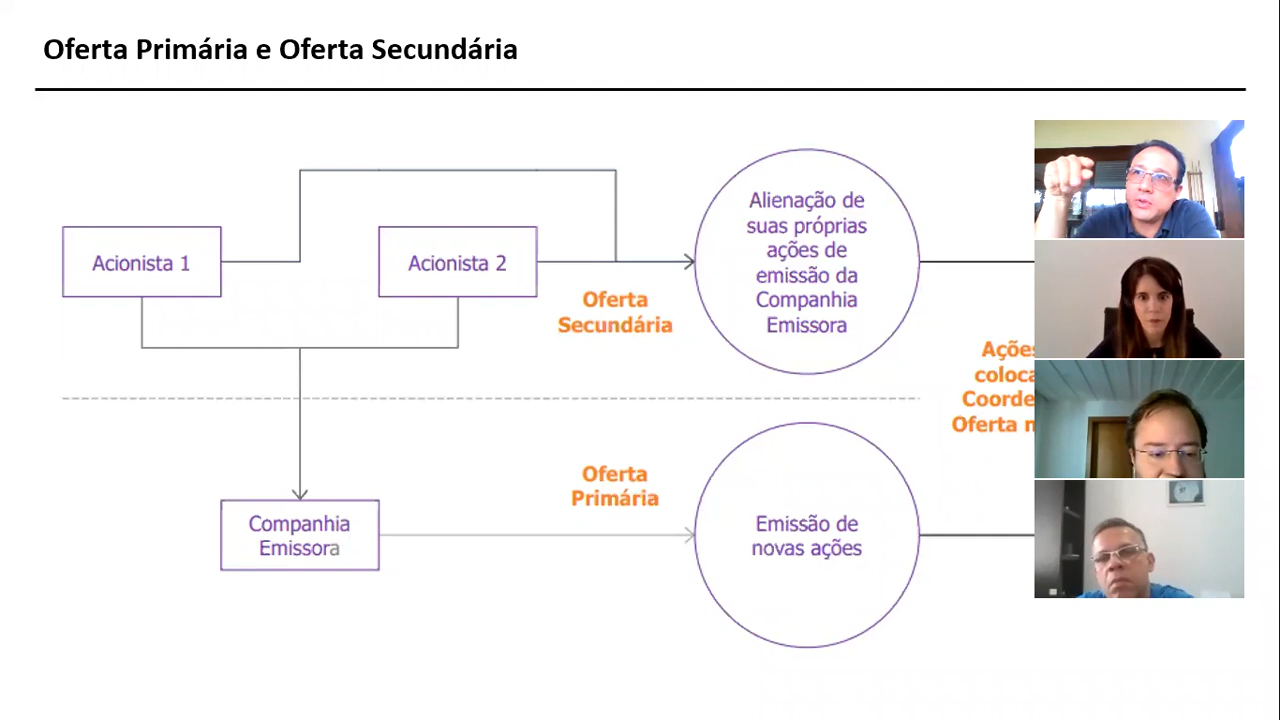 Oferta Primária e Oferta Secundária
Acionista 1
Acionista 2
Oferta
Secundária
Alienação de
suas próprias
ações de
emissão da
Companhia
Emissora
Oferta
Companhia
Emissora
Oferta
Primária
Emissão de
novas ações